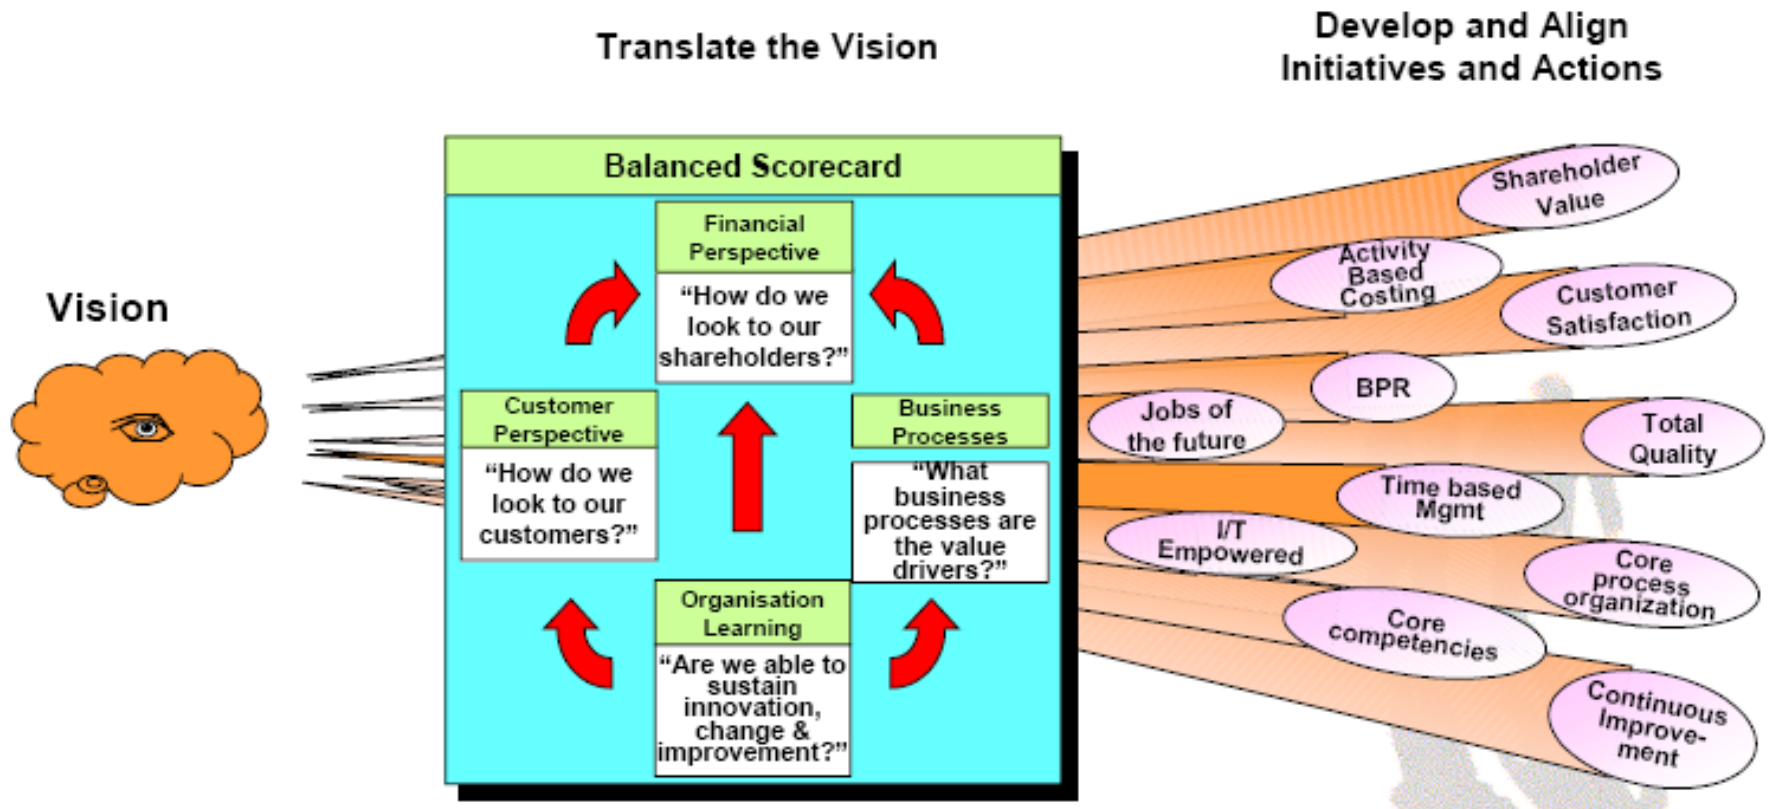 Translate the Vision
Develop and Align
Initiatives and Actions
Vision
Balanced Scorecard
Financial
Perspective
“How do we
look to our
shareholders?”
Customer
Perspective
“How do we
look to our
customers?”
Business
Processes
“What
business
processes are
the value
drivers?”
Organisation
Learning
“Are we able to
sustain
innovation,
change &
improvement?”
Shareholder
Value
Activity
Based
Costing
Customer
Satisfaction
BPR
Jobs of
the future
Total
Quality
Time based
Mgmt
I/T
Empowered
Core
process
organization
Core
competencies
Continuous
Improve-
ment